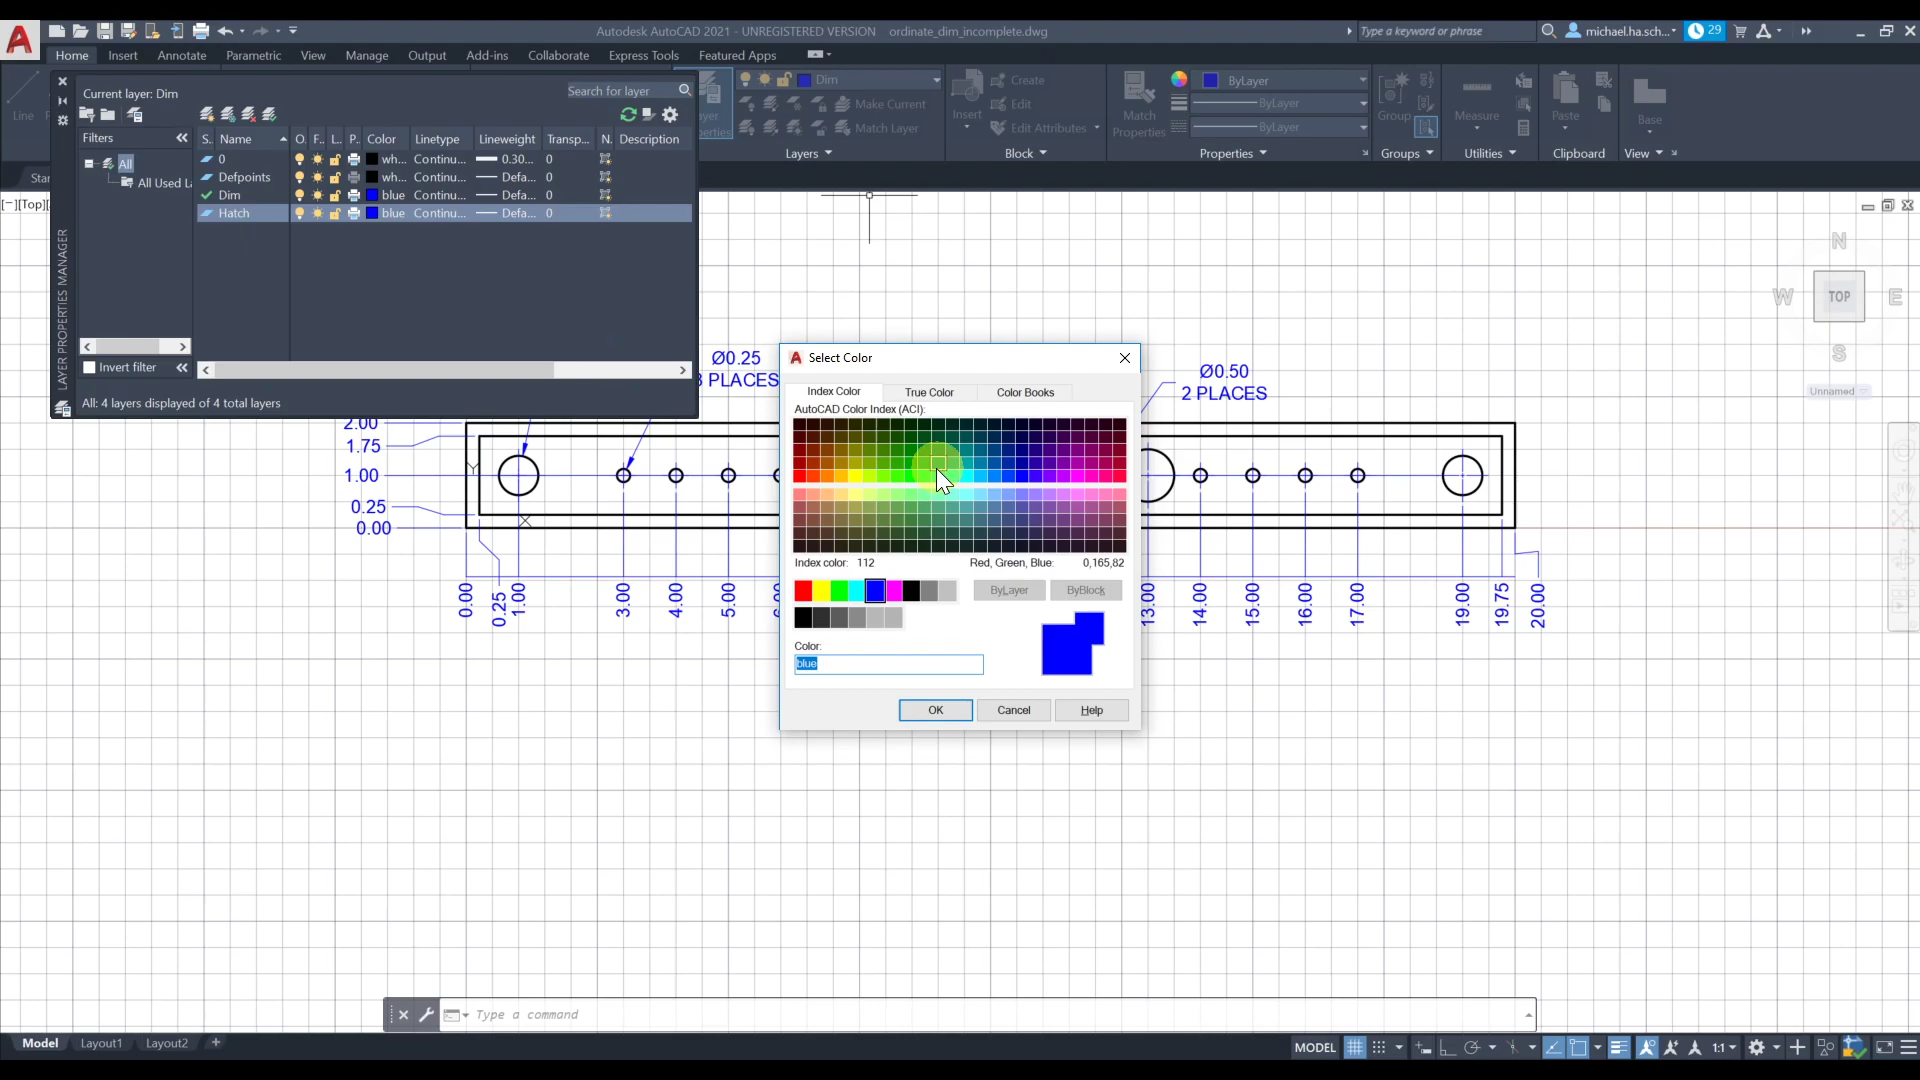 Autodesk AutoCAD 2021 - UNREGISTERED VERSION ordinate_dim_incomplete.dwg
Type a keyword or phrase
michael.ha.sch...
29
Home Insert Annotate Parametric View Manage Output Add-ins Collaborate Express Tools Featured Apps
Line
Current layer: Dim
Search for layer
Filters
All
All Used La
S.. Name O. F.. L.. P.. Color Linetype Lineweight Transp... N. Description
0 wh... Continu... 0.30... 0
Defpoints wh... Continu... Defa... 0
Dim blue Continu... Defa... 0
Hatch blue Continu... Defa... 0
Invert filter
All: 4 layers displayed of 4 total layers
LAYER PROPERTIES MANAGER
Dim
Make Current
Match Layer
Layers
Insert
Create
Edit
Edit Attributes
Block
Match
Properties
ByLayer
ByLayer
ByLayer
Properties
Group
Groups
Measure
Utilities
Paste
Clipboard
Base
View
Star
[−][Top][
N
W TOP E
S
Unnamed
Ø0.25
3 PLACES
Ø0.50
2 PLACES
2.00
1.75
1.00
0.25
0.00
Y
X
0.00
0.25
1.00
3.00
4.00
5.00
13.00
14.00
15.00
16.00
17.00
19.00
19.75
20.00
Select Color
Index Color True Color Color Books
AutoCAD Color Index (ACI):
Index color: 112 Red, Green, Blue: 0,165,82
ByLayer ByBlock
Color:
blue
OK Cancel Help
Type a command
Model Layout1 Layout2 +
MODEL
1:1